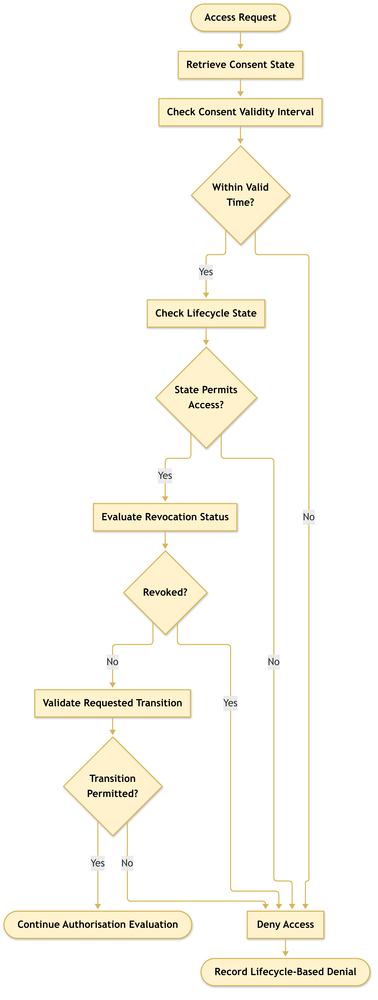 Access Request
Retrieve Consent State
Check Consent Validity Interval
Within Valid
Time?
Yes
Check Lifecycle State
State Permits
Access?
Yes
Evaluate Revocation Status
No
Revoked?
No
No
Validate Requested Transition
Yes
Transition
Permitted?
Yes
No
Continue Authorisation Evaluation
Deny Access
Record Lifecycle-Based Denial